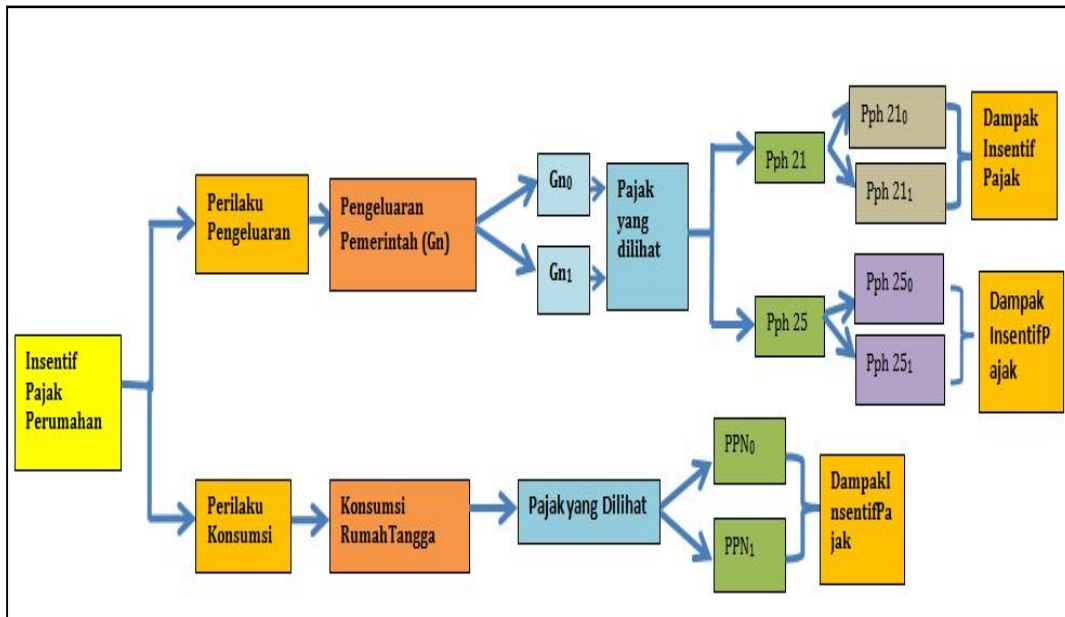 Insentif
Pajak
Perumahan
Perilaku
Pengeluaran
Pengeluaran
Pemerintah (Gn)
Gn₀
Gn₁
Pajak
yang
dilihat
Pph 21
Pph 21₀
Pph 21₁
Dampak
Insentif
Pajak
Pph 25
Pph 25₀
Pph 25₁
Dampak
InsentifP
ajak
Perilaku
Konsumsi
Konsumsi
RumahTangga
Pajak yang Dilihat
PPN₀
PPN₁
DampakI
nsentifPa
jak